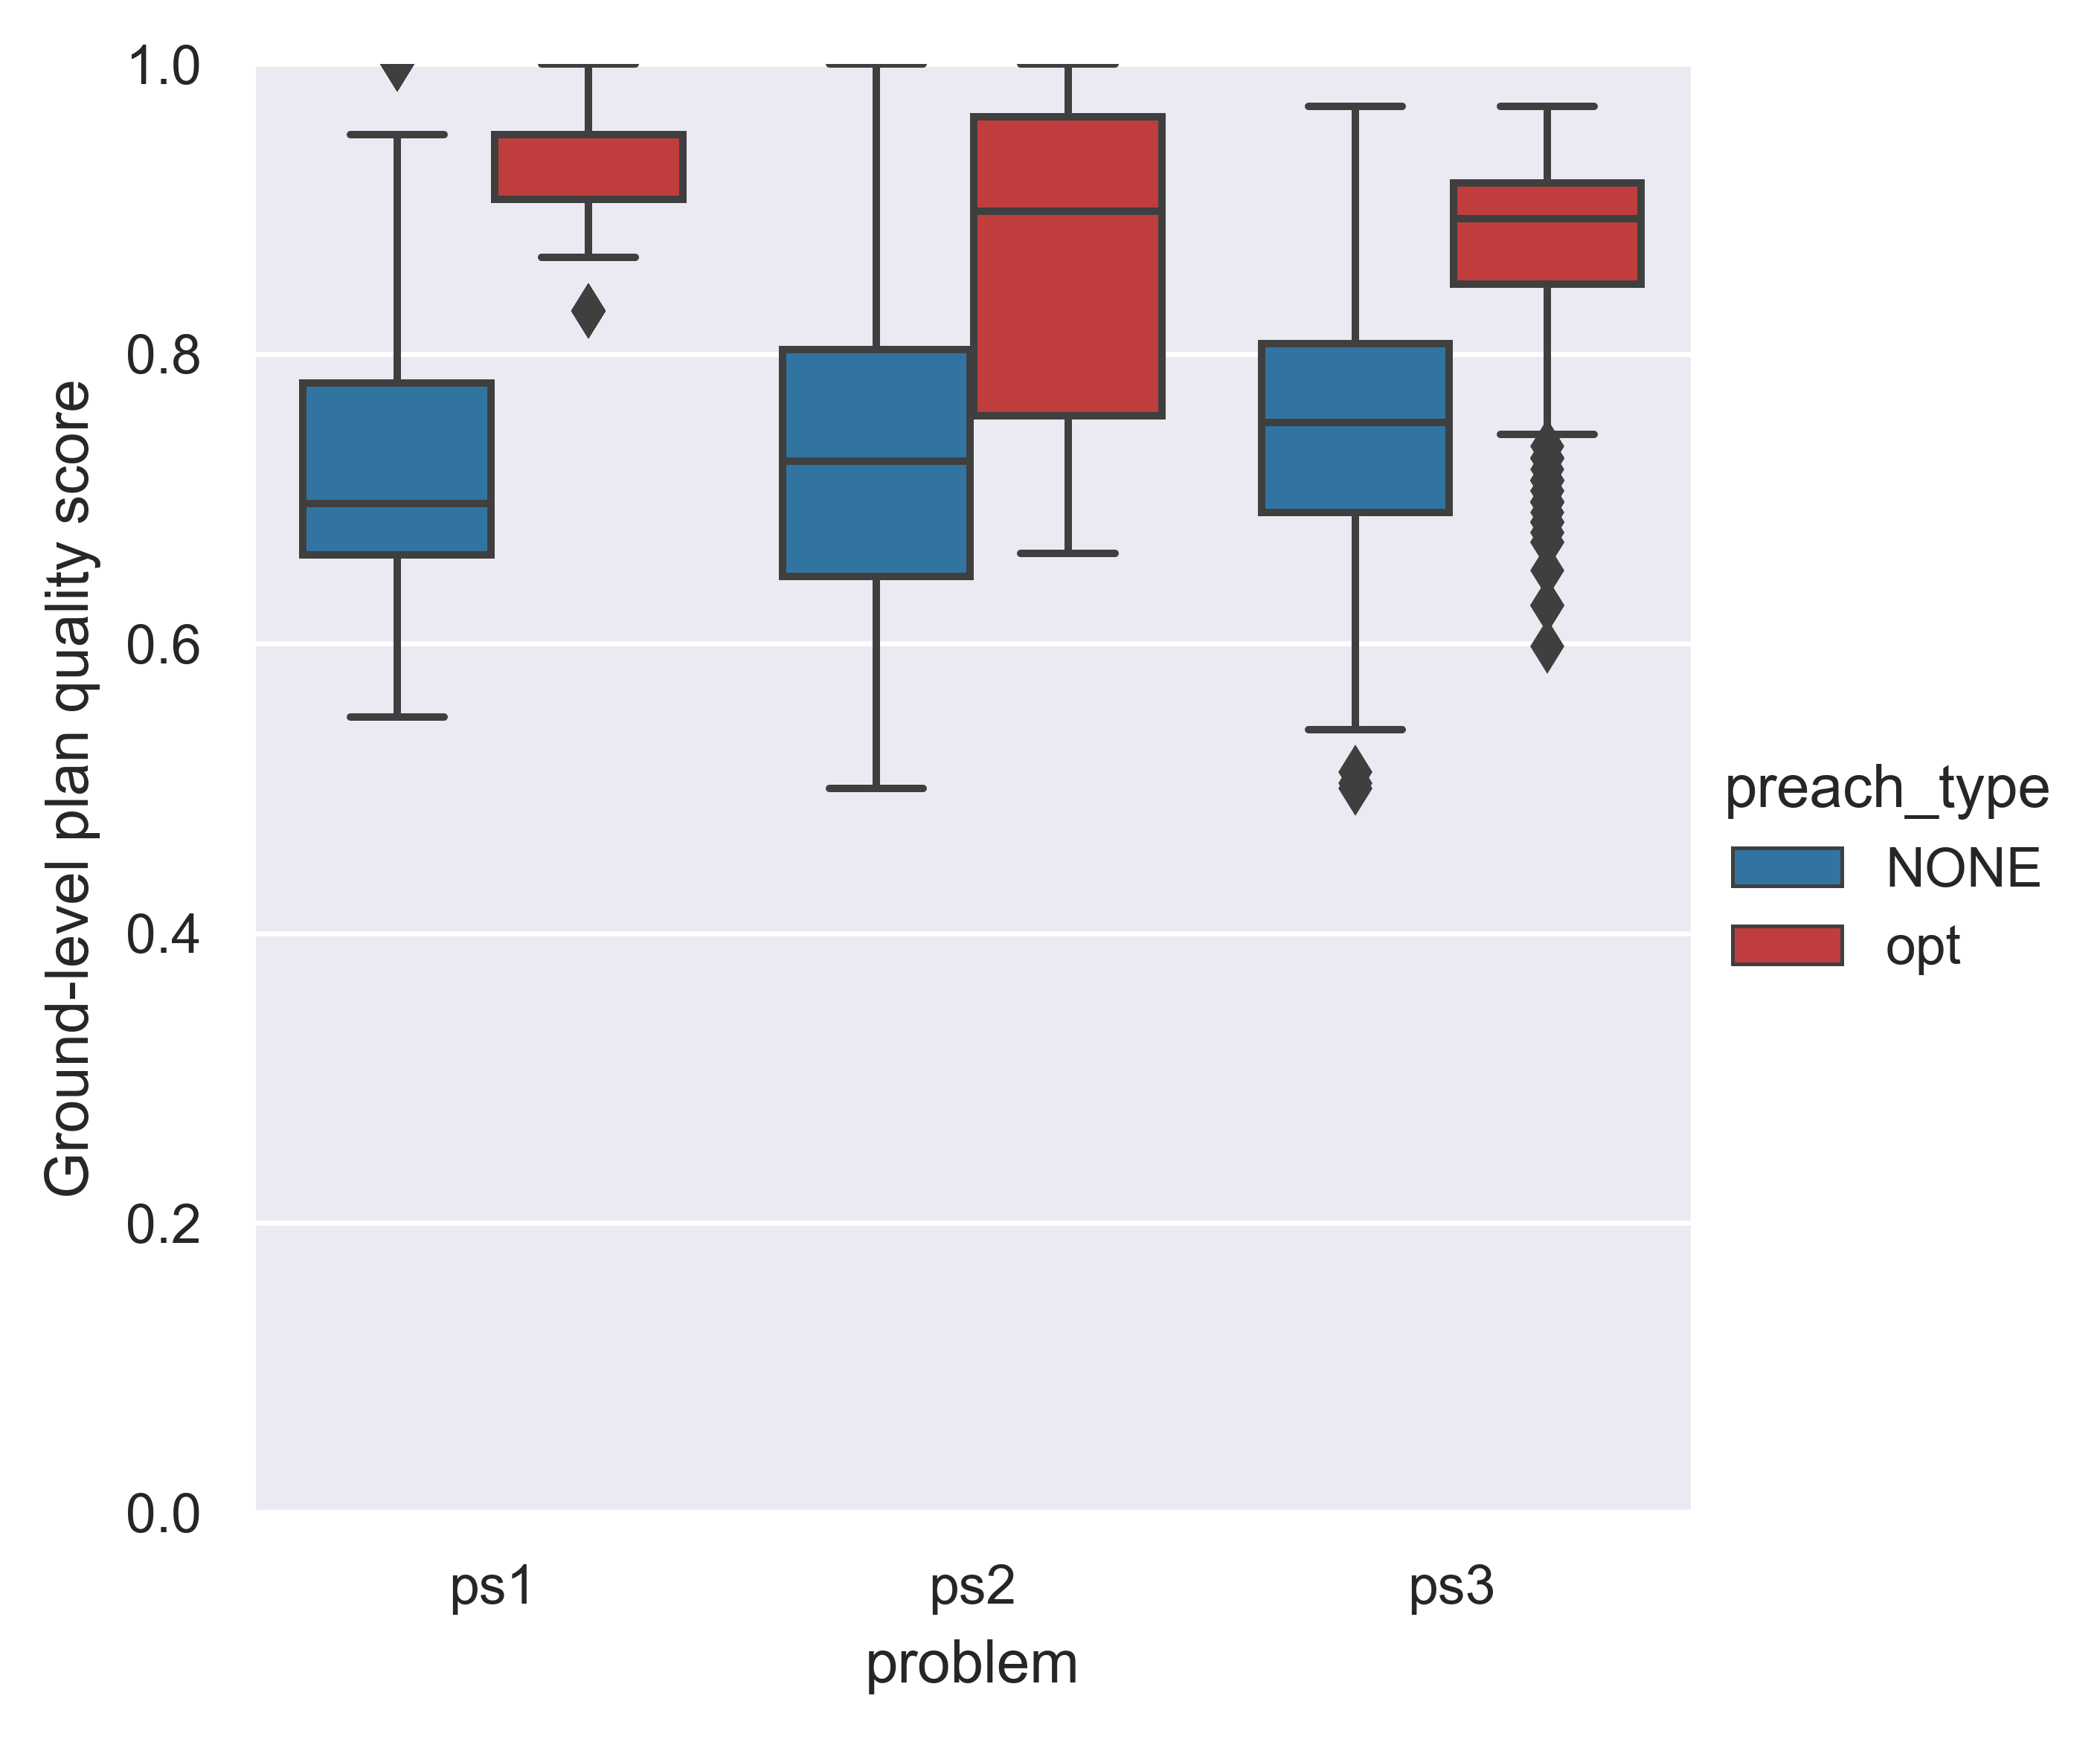 1.0
0.8
0.6
0.4
0.2
0.0
Ground-level plan quality score
ps1
ps2
ps3
problem
preach_type
NONE
opt